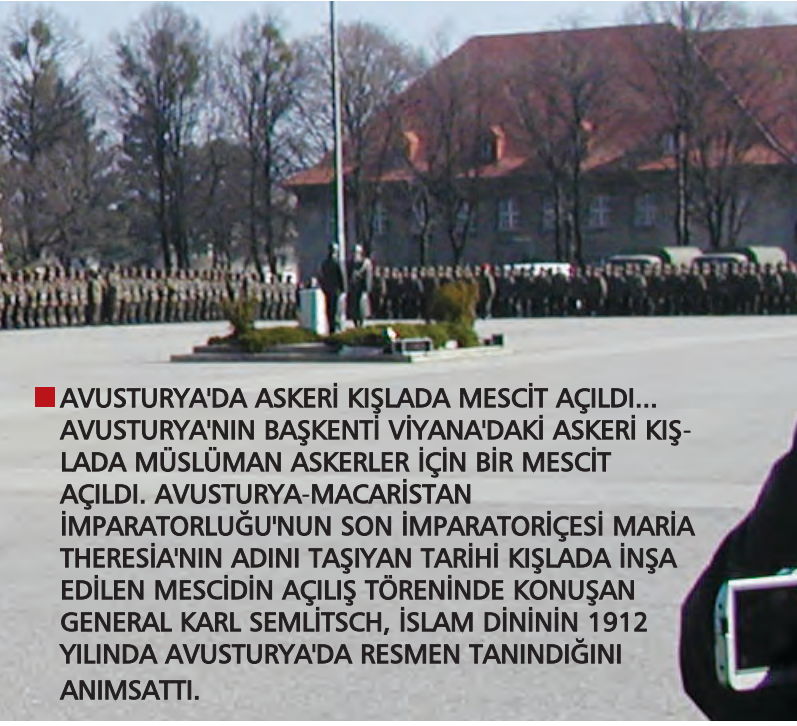 AVUSTURYA'DA ASKERİ KIŞLADA MESCİT AÇILDI...
AVUSTURYA'NIN BAŞKENTİ VİYANA'DAKİ ASKERİ KIŞ-
LADA MÜSLÜMAN ASKERLER İÇİN BİR MESCİT
AÇILDI. AVUSTURYA-MACARİSTAN
İMPARATORLUĞU'NUN SON İMPARATORİÇESİ MARİA
THERESİA'NIN ADINI TAŞIYAN TARİHİ KIŞLADA İNŞA
EDİLEN MESCİDİN AÇILIŞ TÖRENİNDE KONUŞAN
GENERAL KARL SEMLİTSCH, İSLAM DİNİNİN 1912
YILINDA AVUSTURYA'DA RESMEN TANINDIĞINI
ANIMSATTI.